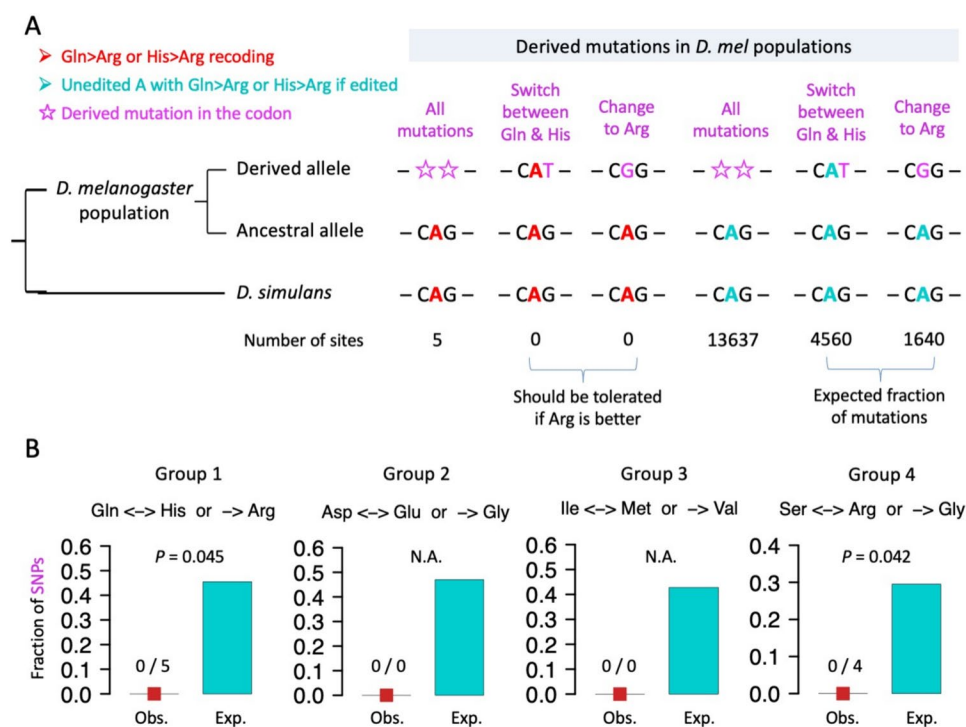 A
Gln>Arg or His>Arg recoding
Unedited A with Gln>Arg or His>Arg if edited
Derived mutation in the codon
Derived mutations in D. mel populations
All mutations
Switch between Gln & His
Change to Arg
All mutations
Switch between Gln & His
Change to Arg
D. melanogaster population
Derived allele
– ☆☆ – – CAT – – CGG – – ☆☆ – – CAT – – CGG –
Ancestral allele
– CAG – – CAG – – CAG – – CAG – – CAG – – CAG –
D. simulans
– CAG – – CAG – – CAG – – CAG – – CAG – – CAG –
Number of sites 5 0 0 13637 4560 1640
Should be tolerated if Arg is better
Expected fraction of mutations
B
Group 1
Gln <-> His or -> Arg
Fraction of SNPs
0.6
0.5
0.4
0.3
0.2
0.1
0.0
P = 0.045
0 / 5
Obs. Exp.
Group 2
Asp <-> Glu or -> Gly
0.6
0.5
0.4
0.3
0.2
0.1
0.0
N.A.
0 / 0
Obs. Exp.
Group 3
Ile <-> Met or -> Val
0.6
0.5
0.4
0.3
0.2
0.1
0.0
N.A.
0 / 0
Obs. Exp.
Group 4
Ser <-> Arg or -> Gly
0.4
0.3
0.2
0.1
0.0
P = 0.042
0 / 4
Obs. Exp.